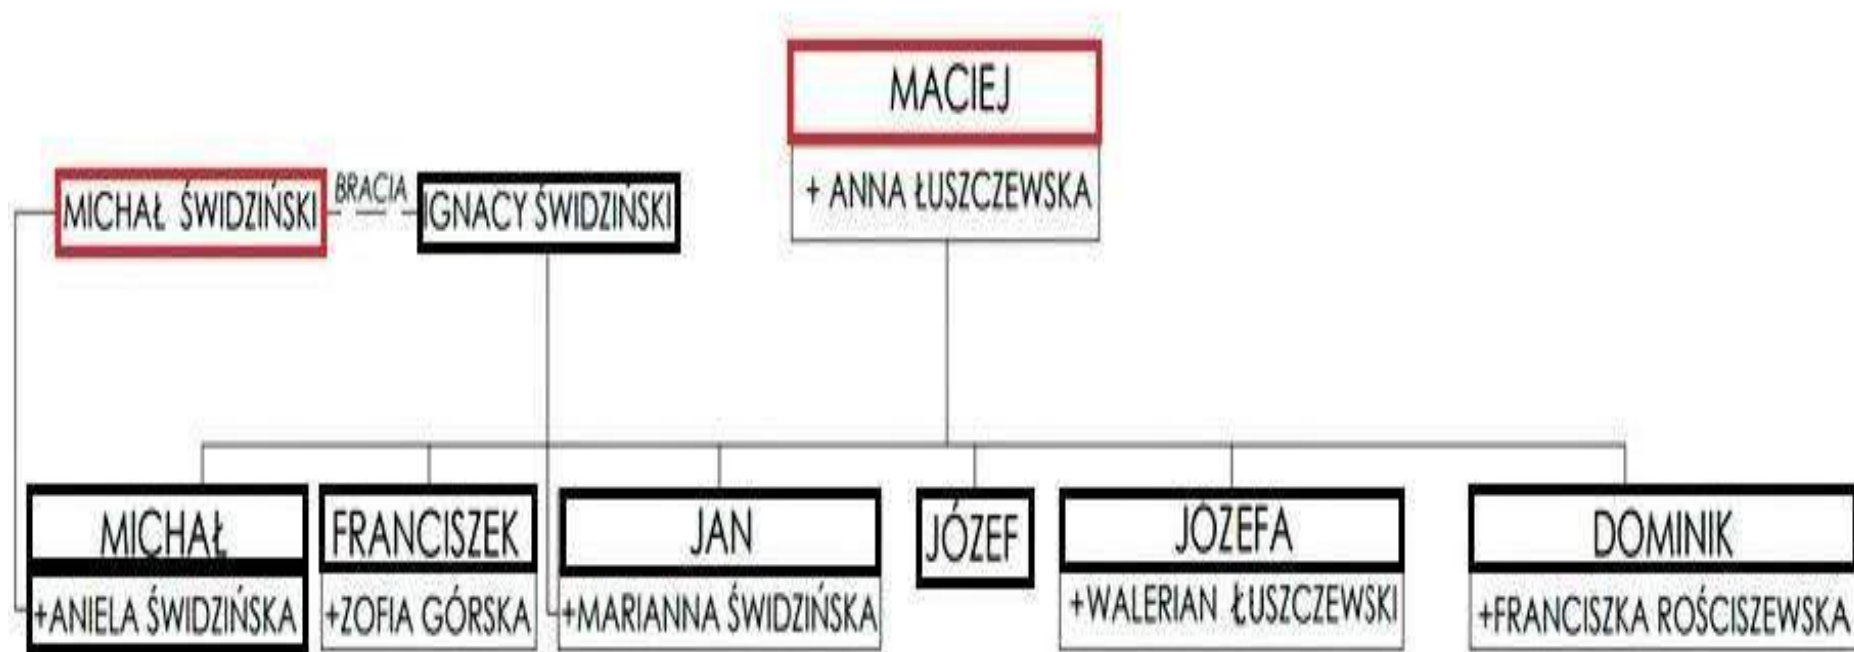 MACIEJ
+ ANNA ŁUSZCZEWSKA
MICHAŁ ŚWIDZIŃSKI
BRACIA
IGNACY ŚWIDZIŃSKI
MICHAŁ
+ANIELA ŚWIDZIŃSKA
FRANCISZEK
+ZOFIA GÓRSKA
JAN
+MARIANNA ŚWIDZIŃSKA
JÓZEF
JÓZEFA
+WALERIAN ŁUSZCZEWSKI
DOMINIK
+FRANCISZKA ROŚCISZEWSKA